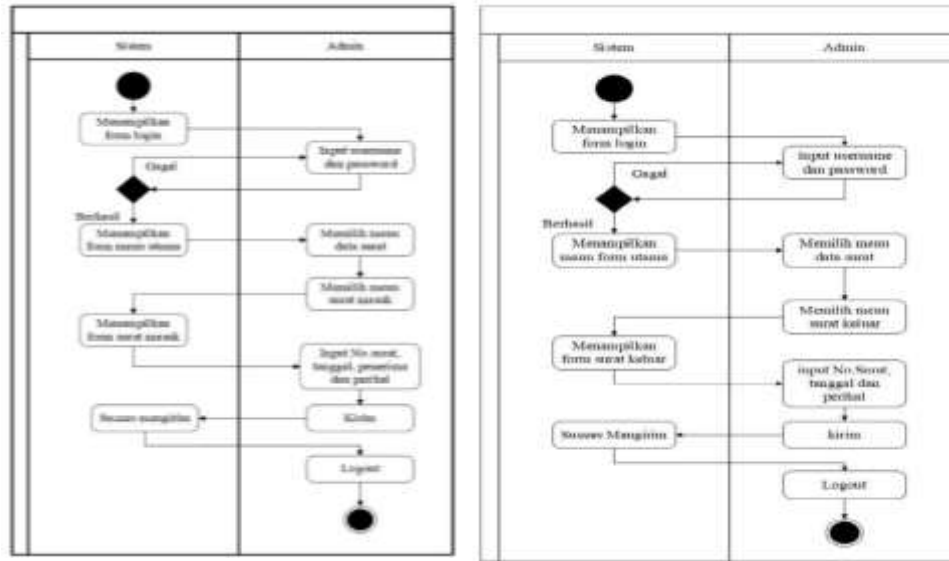 Sistem
Admin
Menampilkan
form login
Input username
dan password
Gagal
Berhasil
Menampilkan
form menu utama
Memilih menu
data surat
Memilih menu
surat masuk
Menampilkan
form surat masuk
Input No surat,
tanggal, penerima
dan perihal
Kirim
Sukses mengirim
Logout
Sistem
Admin
Menampilkan
form login
input username
dan password
Gagal
Berhasil
Menampilkan
menu form utama
Memilih menu
data surat
Memilih menu
surat keluar
Menampilkan
form surat keluar
input No.Surat,
tanggal dan
perihal
kirim
Sukses Mengirim
Logout